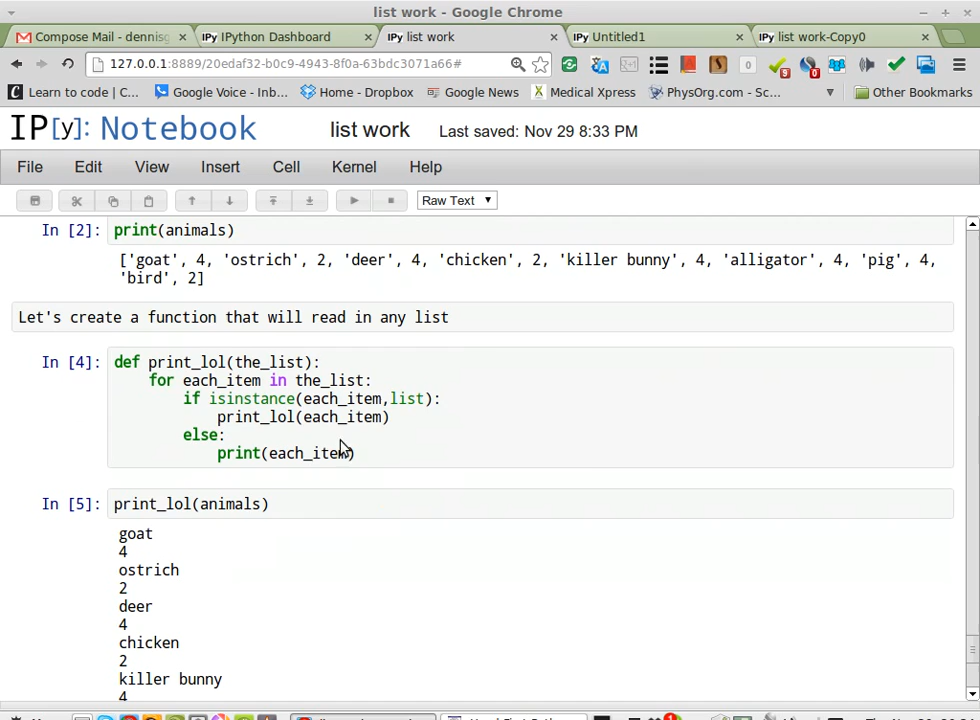 list work - Google Chrome
Compose Mail - dennisg × IPython Dashboard × list work × Untitled1 × list work-Copy0 ×
127.0.0.1:8889/20edaf32-b0c9-4943-8f0a-63bdc3071a66#
Learn to code | C... Google Voice - Inb... Home - Dropbox Google News Medical Xpress PhysOrg.com - Sc... Other Bookmarks
IP[y]: Notebook list work Last saved: Nov 29 8:33 PM
File Edit View Insert Cell Kernel Help
Raw Text
In [2]: print(animals)
['goat', 4, 'ostrich', 2, 'deer', 4, 'chicken', 2, 'killer bunny', 4, 'alligator', 4, 'pig', 4,
'bird', 2]
Let's create a function that will read in any list
In [4]: def print_lol(the_list):
for each_item in the_list:
if isinstance(each_item,list):
print_lol(each_item)
else:
print(each_item)
In [5]: print_lol(animals)
goat
4
ostrich
2
deer
4
chicken
2
killer bunny
4